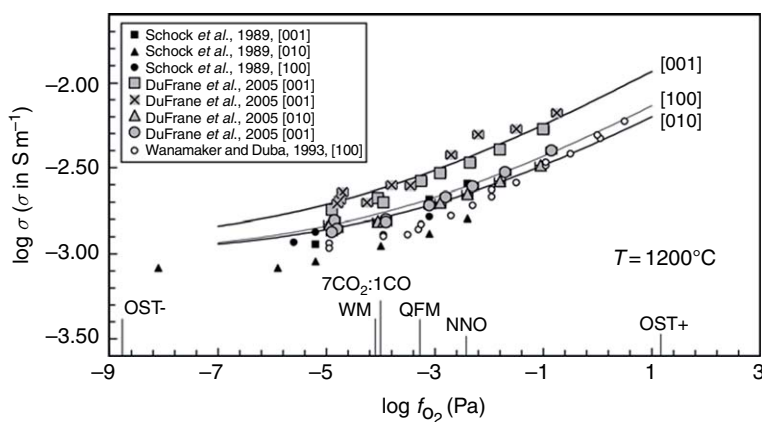 Schock et al., 1989, [001]
Schock et al., 1989, [010]
Schock et al., 1989, [100]
DuFrane et al., 2005 [001]
DuFrane et al., 2005 [001]
DuFrane et al., 2005 [010]
DuFrane et al., 2005 [001]
Wanamaker and Duba, 1993, [100]
[001]
[100]
[010]
−2.00
−2.50
−3.00
−3.50
log σ (σ in S m−1)
T = 1200°C
7CO2:1CO
OST-
WM
QFM
NNO
OST+
−9 −7 −5 −3 −1 1 3
log fO2 (Pa)